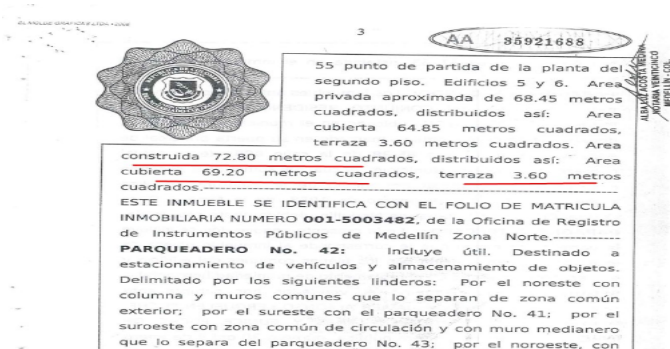 3
AA 35921688
55 punto de partida de la planta del
segundo piso. Edificios 5 y 6. Area
privada aproximada de 68.45 metros
cuadrados, distribuidos así: Area
cubierta 64.85 metros cuadrados,
terraza 3.60 metros cuadrados. Area
construida 72.80 metros cuadrados, distribuidos así: Area
cubierta 69.20 metros cuadrados, terraza 3.60 metros
cuadrados.--------------------
ESTE INMUEBLE SE IDENTIFICA CON EL FOLIO DE MATRICULA
INMOBILIARIA NUMERO 001-5003482, de la Oficina de Registro
de Instrumentos Públicos de Medellín Zona Norte.-----------
PARQUEADERO No. 42: Incluye útil. Destinado a
estacionamiento de vehículos y almacenamiento de objetos.
Delimitado por los siguientes linderos: Por el noreste con
columna y muros comunes que lo separan de zona común
exterior; por el sureste con el parqueadero No. 41; por el
suroeste con zona común de circulación y con muro medianero
que lo separa del parqueadero No. 43; por el noroeste, con
NOTARIA VEINTICINCO
MEDELLIN - COL.